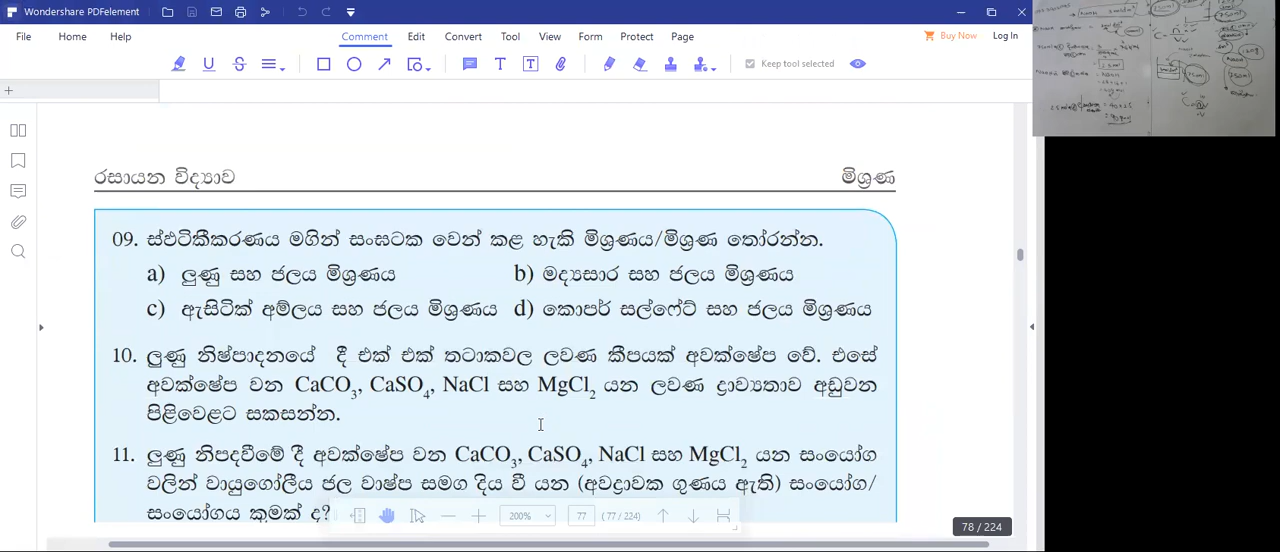 Wondershare PDFelement
File Home Help Comment Edit Convert Tool View Form Protect Page Buy Now Log In
Keep tool selected
රසායන විද්‍යාව මිශ්‍රණ
09. ස්ඵටිකීකරණය මගින් සංඝටක වෙන් කළ හැකි මිශ්‍රණය/මිශ්‍රණ තෝරන්න.
a) ලුණු සහ ජලය මිශ්‍රණය b) මද්‍යසාර සහ ජලය මිශ්‍රණය
c) ඇසිටික් අම්ලය සහ ජලය මිශ්‍රණය d) කොපර් සල්ෆේට් සහ ජලය මිශ්‍රණය
10. ලුණු නිෂ්පාදනයේ දී එක් එක් තටාකවල ලවණ කීපයක් අවක්ෂේප වේ. එසේ
අවක්ෂේප වන CaCO₃, CaSO₄, NaCl සහ MgCl₂ යන ලවණ ද්‍රාව්‍යතාව අඩුවන
පිළිවෙළට සකසන්න.
11. ලුණු නිපදවීමේ දී අවක්ෂේප වන CaCO₃, CaSO₄, NaCl සහ MgCl₂ යන සංයෝග
වලින් වායුගෝලීය ජල වාෂ්ප සමග දිය වී යන (අවද්‍රාවක ගුණය ඇති) සංයෝග/
සංයෝගය කුමක් ද?
200% 77 (77 / 224)
78 / 224